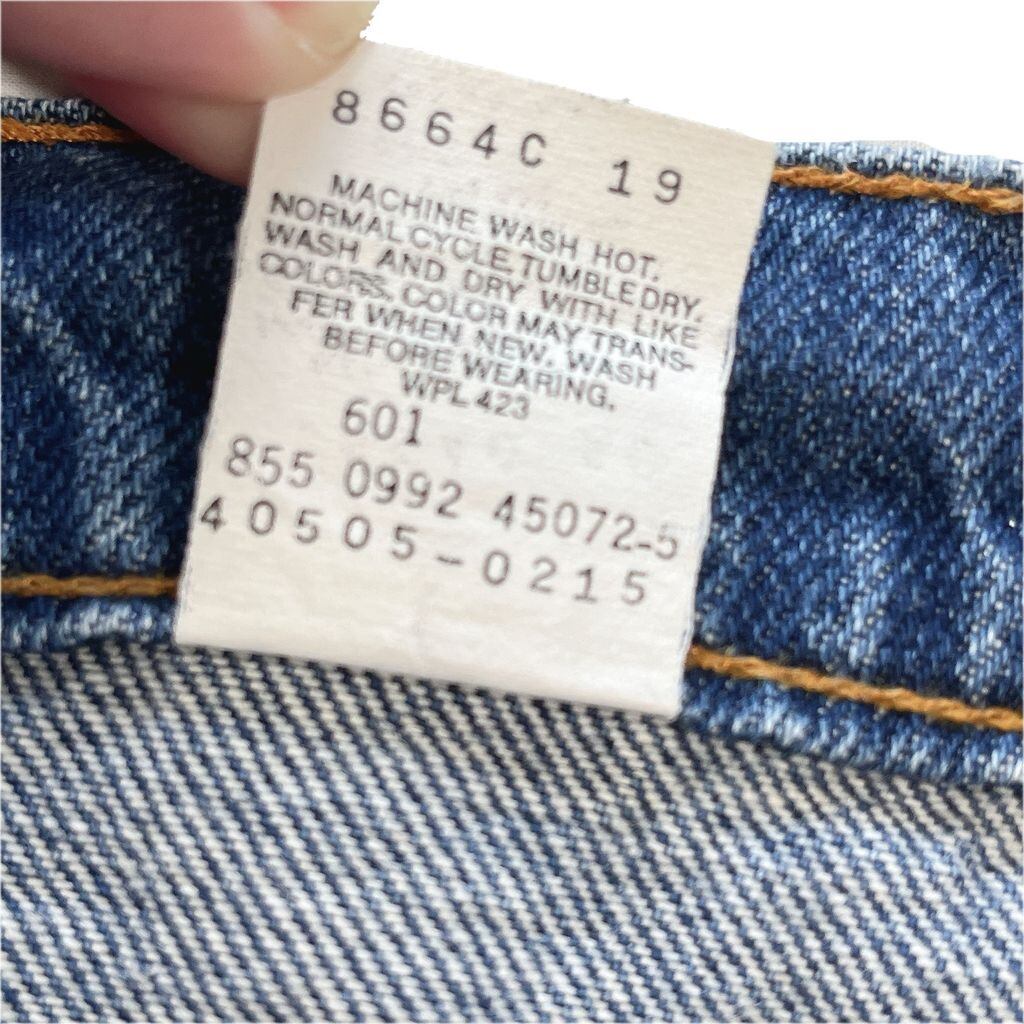 8664C 19
MACHINE WASH HOT.
NORMAL CYCLE. TUMBLE DRY.
WASH AND DRY WITH LIKE
COLORS. COLOR MAY TRANS-
FER WHEN NEW. WASH
BEFORE WEARING.
WPL 423
601
855 0992 45072-5
40505-0215